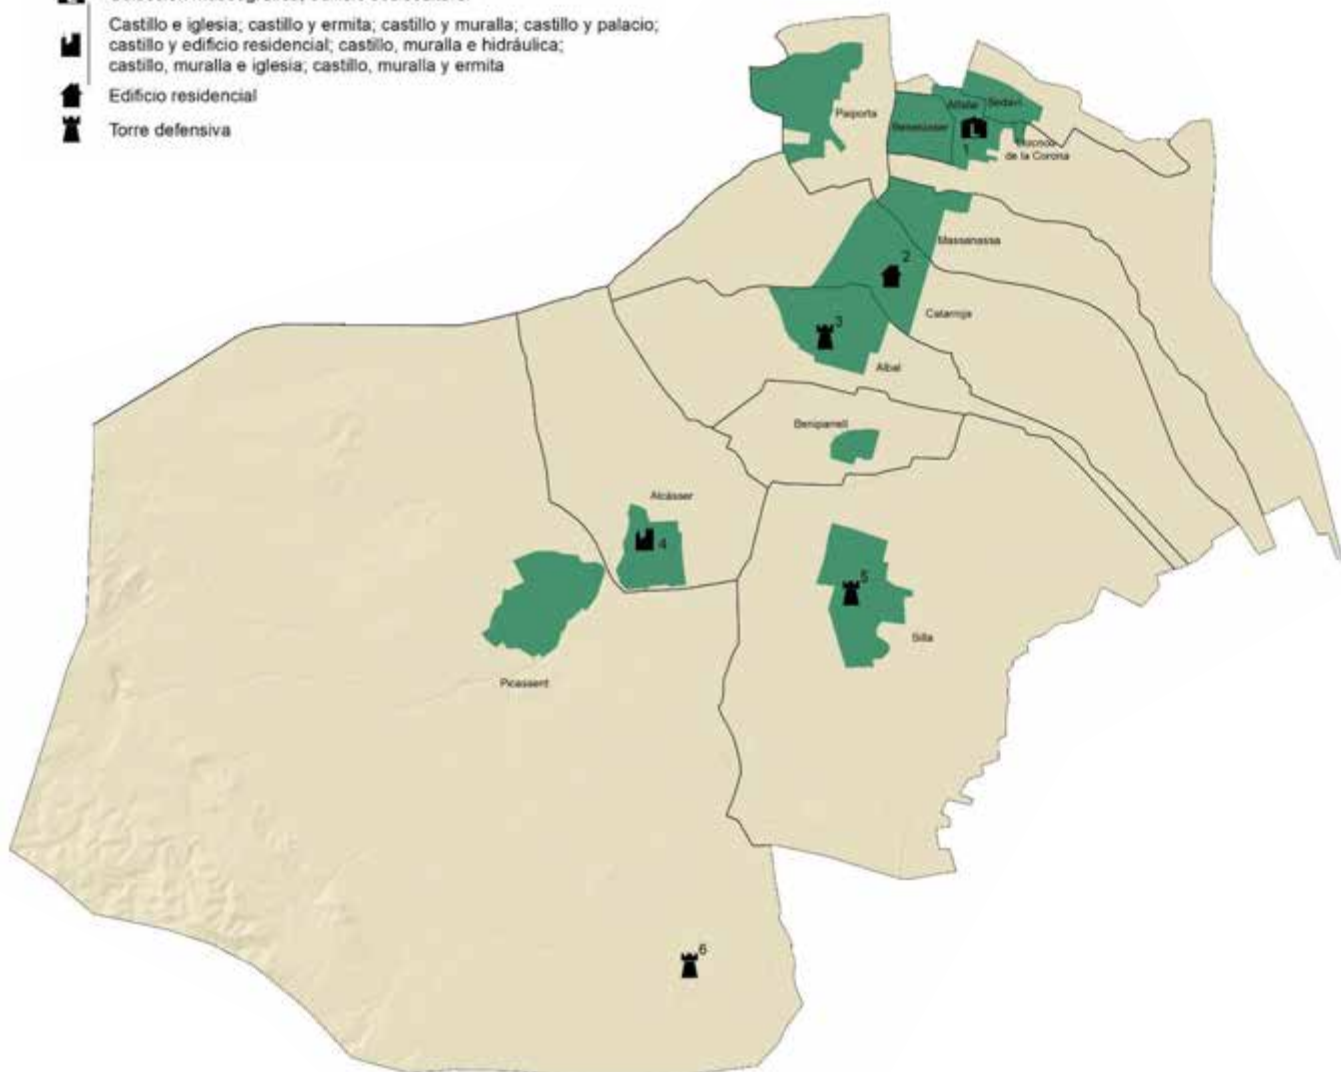 Castillo e iglesia; castillo y ermita; castillo y muralla; castillo y palacio;
castillo y edificio residencial; castillo, muralla e hidráulica;
castillo, muralla e iglesia; castillo, muralla y ermita
Edificio residencial
Torre defensiva
Paiporta
Alfafar
Sedaví
Benetússer
1
de la Corona
Massanassa
2
Catarroja
3
Albal
Beniparrell
Alcàsser
4
5
Silla
Picassent
6